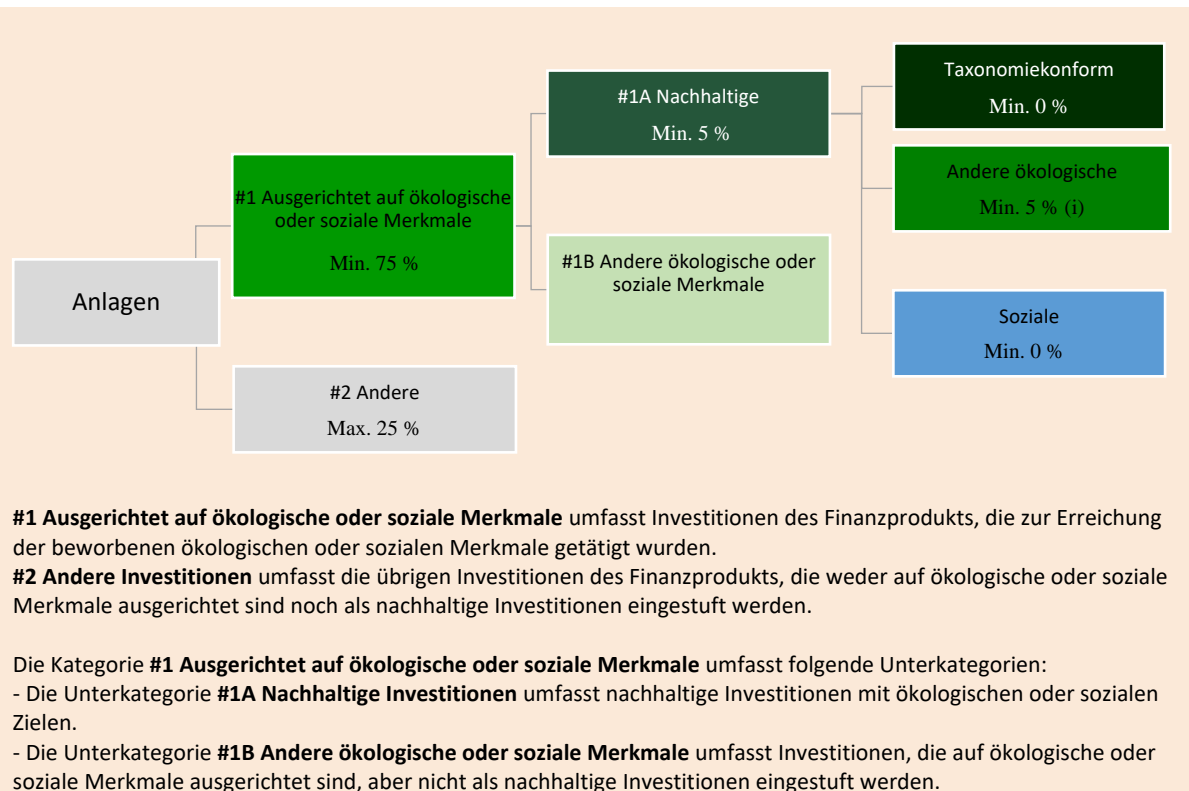 Anlagen
#1 Ausgerichtet auf ökologische
oder soziale Merkmale
Min. 75 %
#2 Andere
Max. 25 %
#1A Nachhaltige
Min. 5 %
#1B Andere ökologische oder
soziale Merkmale
Taxonomiekonform
Min. 0 %
Andere ökologische
Min. 5 % (i)
Soziale
Min. 0 %
#1 Ausgerichtet auf ökologische oder soziale Merkmale umfasst Investitionen des Finanzprodukts, die zur Erreichung
der beworbenen ökologischen oder sozialen Merkmale getätigt wurden.
#2 Andere Investitionen umfasst die übrigen Investitionen des Finanzprodukts, die weder auf ökologische oder soziale
Merkmale ausgerichtet sind noch als nachhaltige Investitionen eingestuft werden.
Die Kategorie #1 Ausgerichtet auf ökologische oder soziale Merkmale umfasst folgende Unterkategorien:
- Die Unterkategorie #1A Nachhaltige Investitionen umfasst nachhaltige Investitionen mit ökologischen oder sozialen
Zielen.
- Die Unterkategorie #1B Andere ökologische oder soziale Merkmale umfasst Investitionen, die auf ökologische oder
soziale Merkmale ausgerichtet sind, aber nicht als nachhaltige Investitionen eingestuft werden.